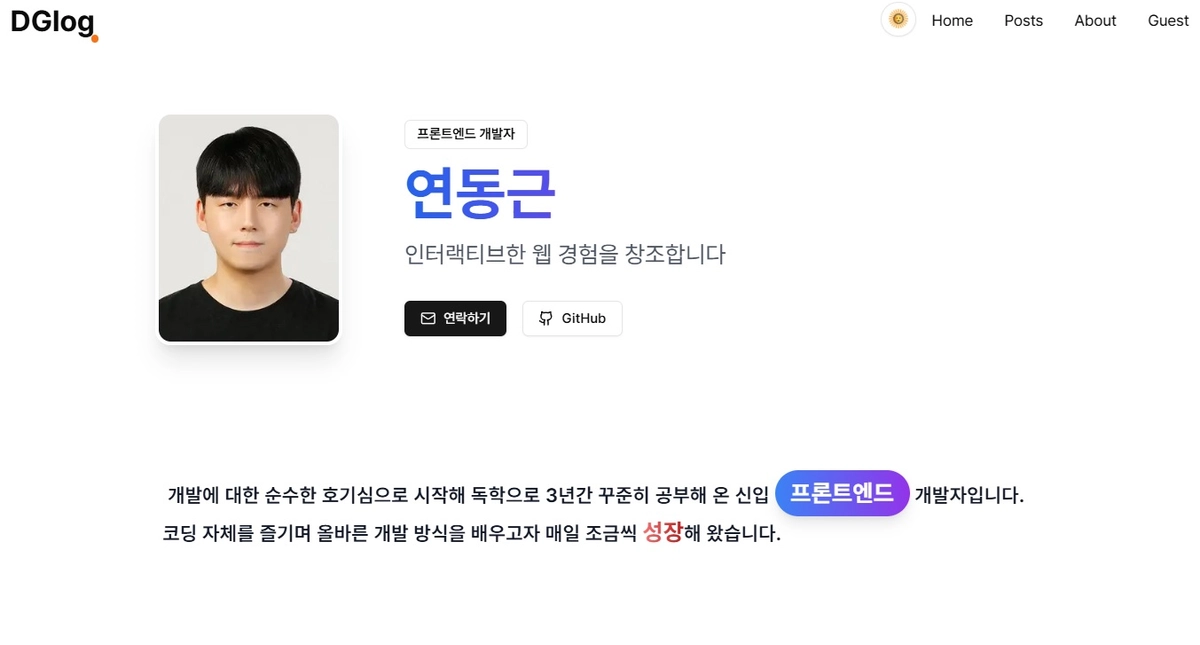 DGlog
Home Posts About Guest
프론트엔드 개발자
연동근
인터랙티브한 웹 경험을 창조합니다
연락하기 GitHub
개발에 대한 순수한 호기심으로 시작해 독학으로 3년간 꾸준히 공부해 온 신입 프론트엔드 개발자입니다.
코딩 자체를 즐기며 올바른 개발 방식을 배우고자 매일 조금씩 성장해 왔습니다.